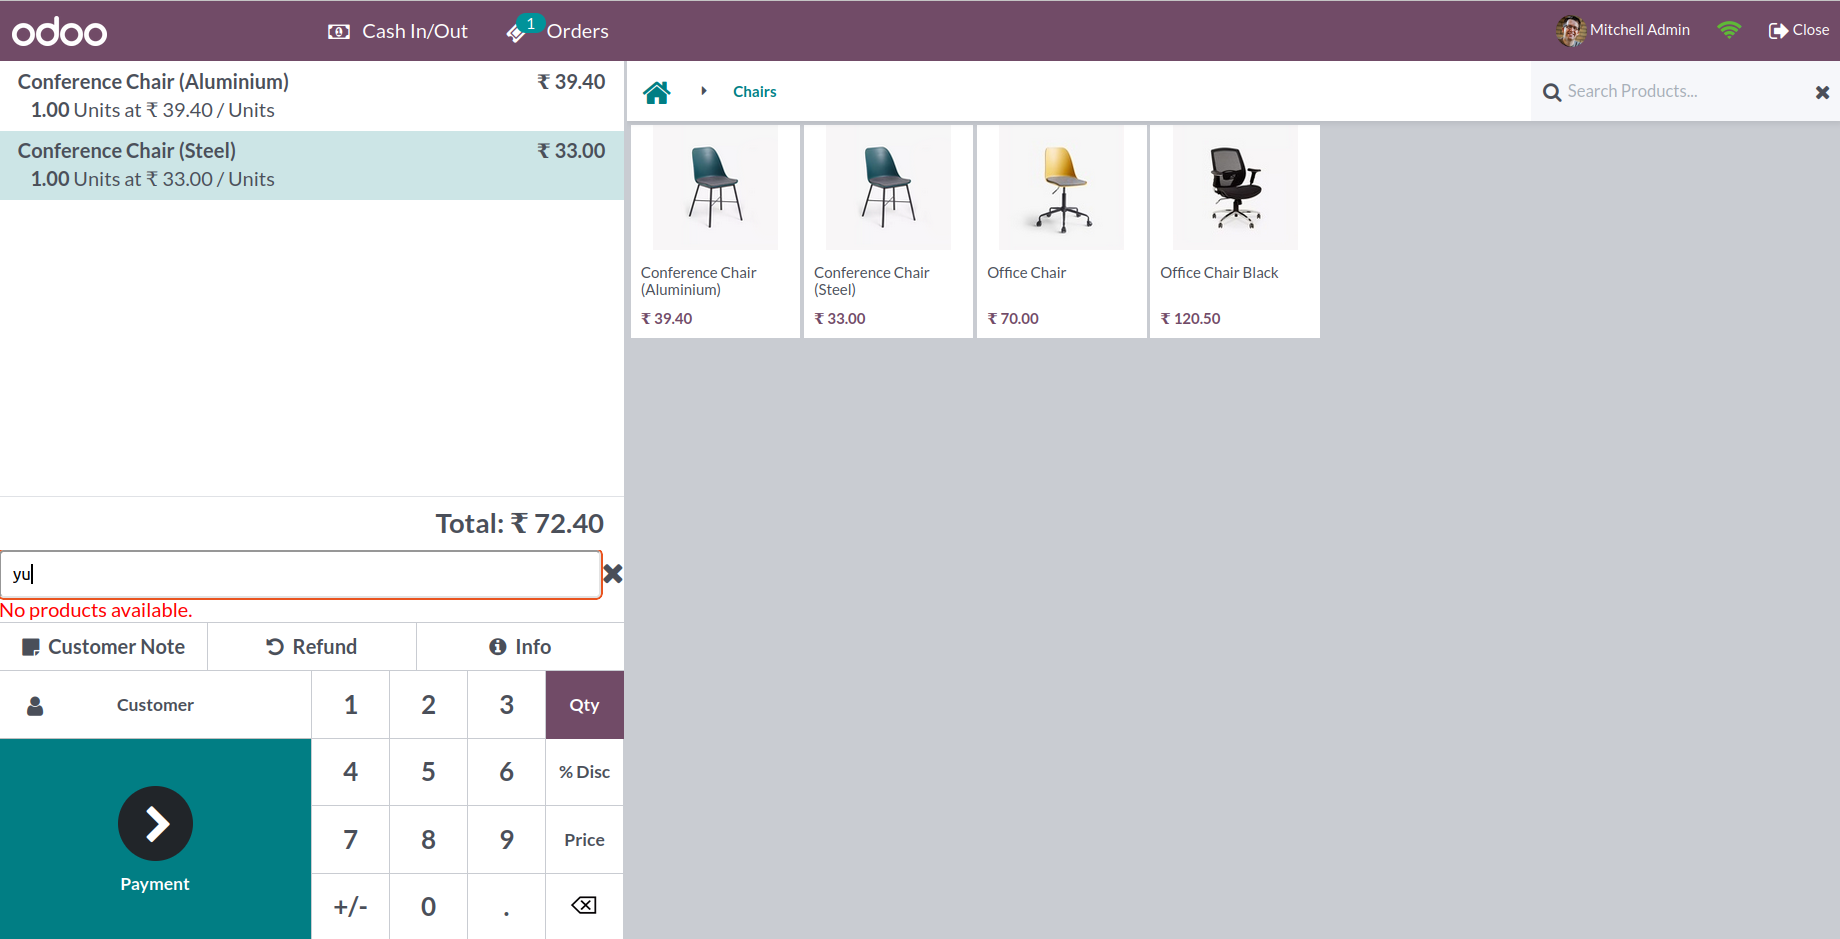 odoo
Cash In/Out
1
Orders
Mitchell Admin
Close
Conference Chair (Aluminium) ₹ 39.40
1.00 Units at ₹ 39.40 / Units
Conference Chair (Steel) ₹ 33.00
1.00 Units at ₹ 33.00 / Units
Total: ₹ 72.40
yu
No products available.
Customer Note
Refund
Info
Customer
1 2 3 Qty
4 5 6 % Disc
7 8 9 Price
+/- 0 .
Payment
Chairs
Search Products...
Conference Chair
(Aluminium)
₹ 39.40
Conference Chair
(Steel)
₹ 33.00
Office Chair
₹ 70.00
Office Chair Black
₹ 120.50